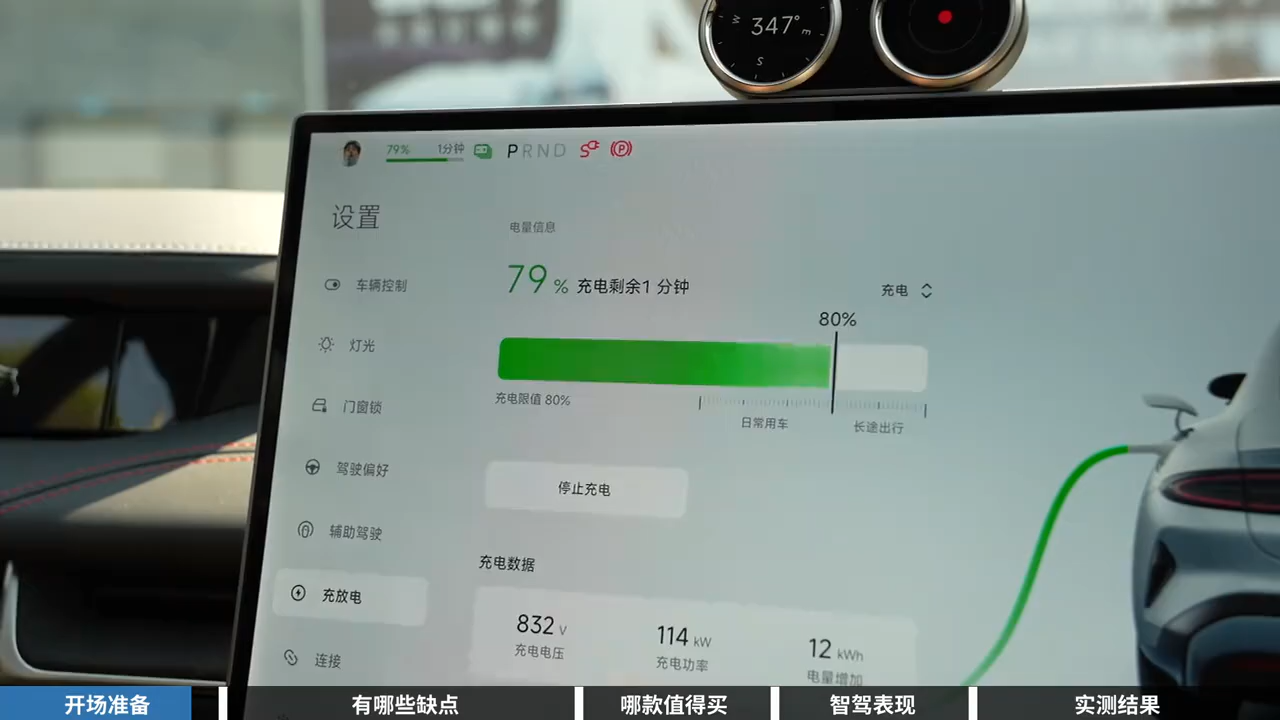 347° m
S
79% 1分钟 PRND
设置
电量信息
79 % 充电剩余1 分钟
充电
80%
车辆控制
灯光
充电限值 80%
日常用车
长途出行
门窗锁
驾驶偏好
停止充电
辅助驾驶
充电数据
充放电
832 V
充电电压
114 kW
充电功率
12 kWh
电量增加
连接
开场准备
有哪些缺点
哪款值得买
智驾表现
实测结果